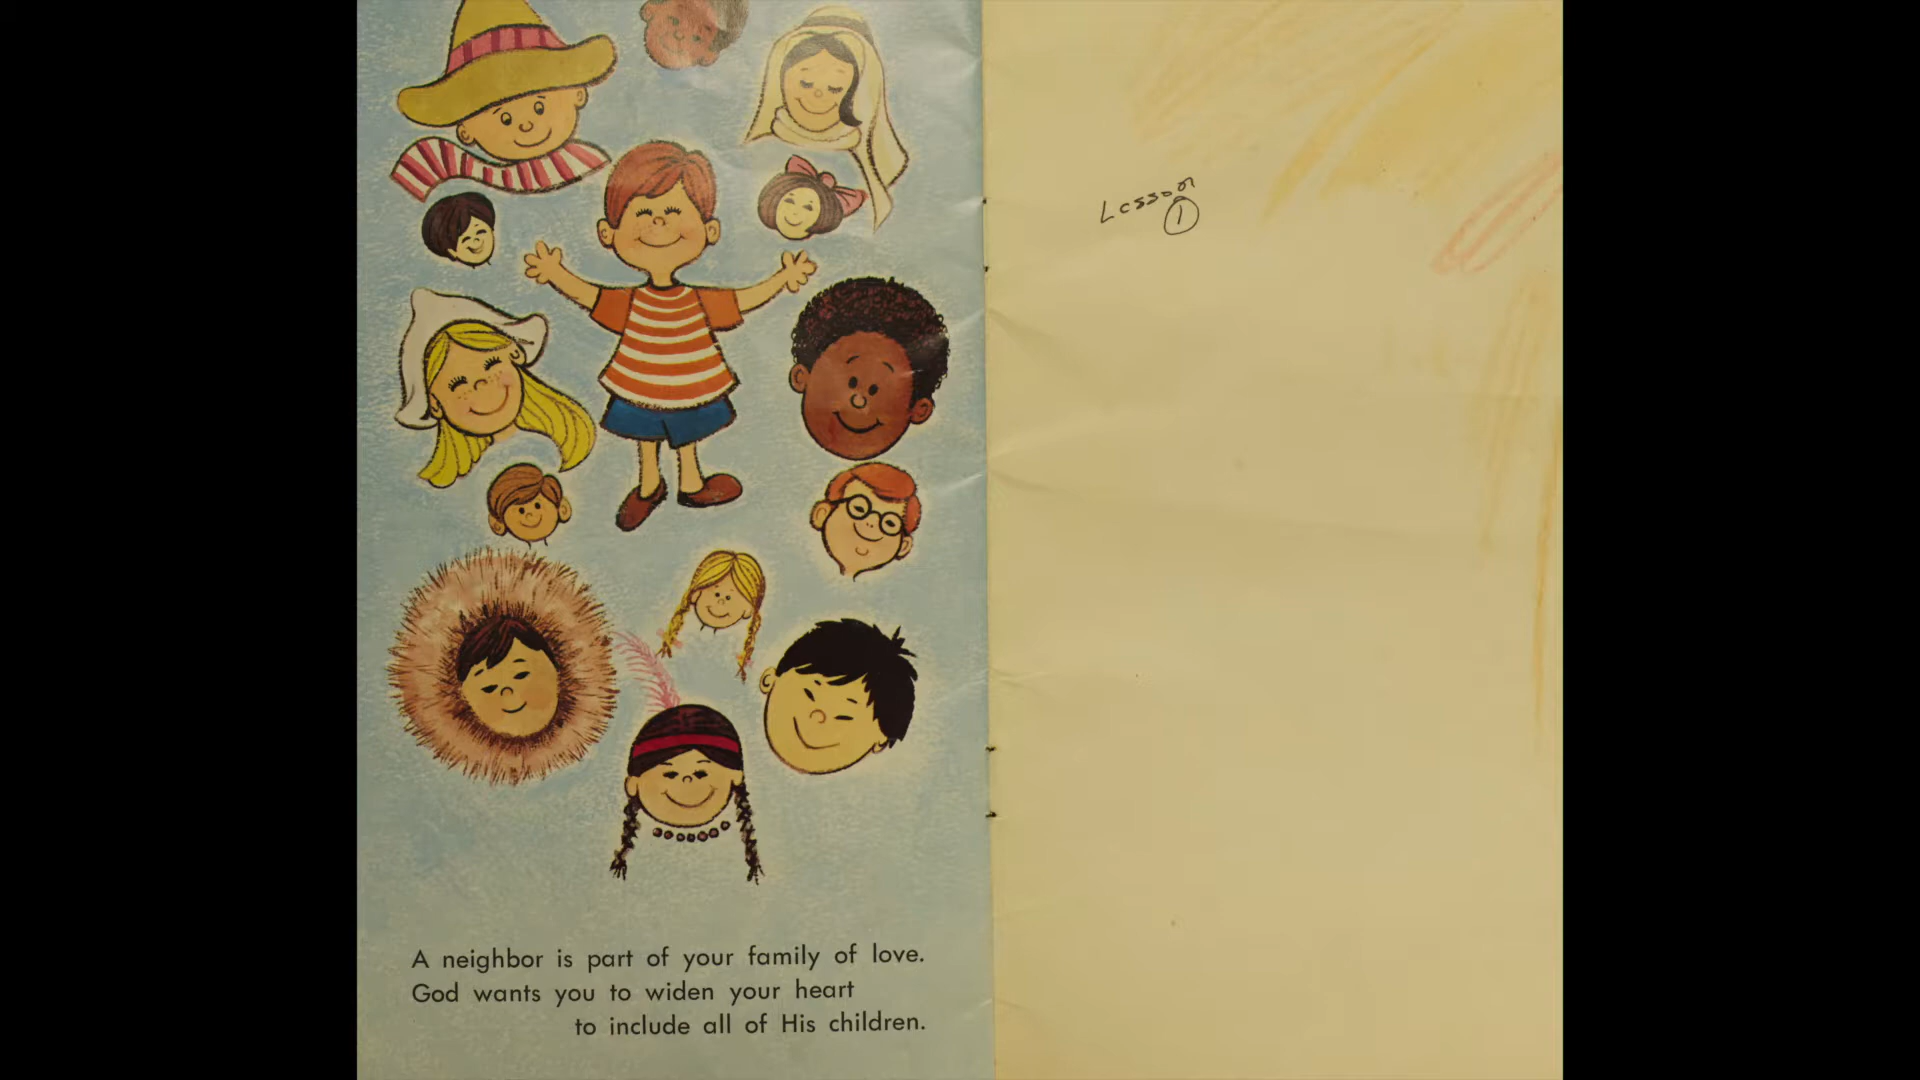 A neighbor is part of your family of love.
God wants you to widen your heart
to include all of His children.
Lesson
1